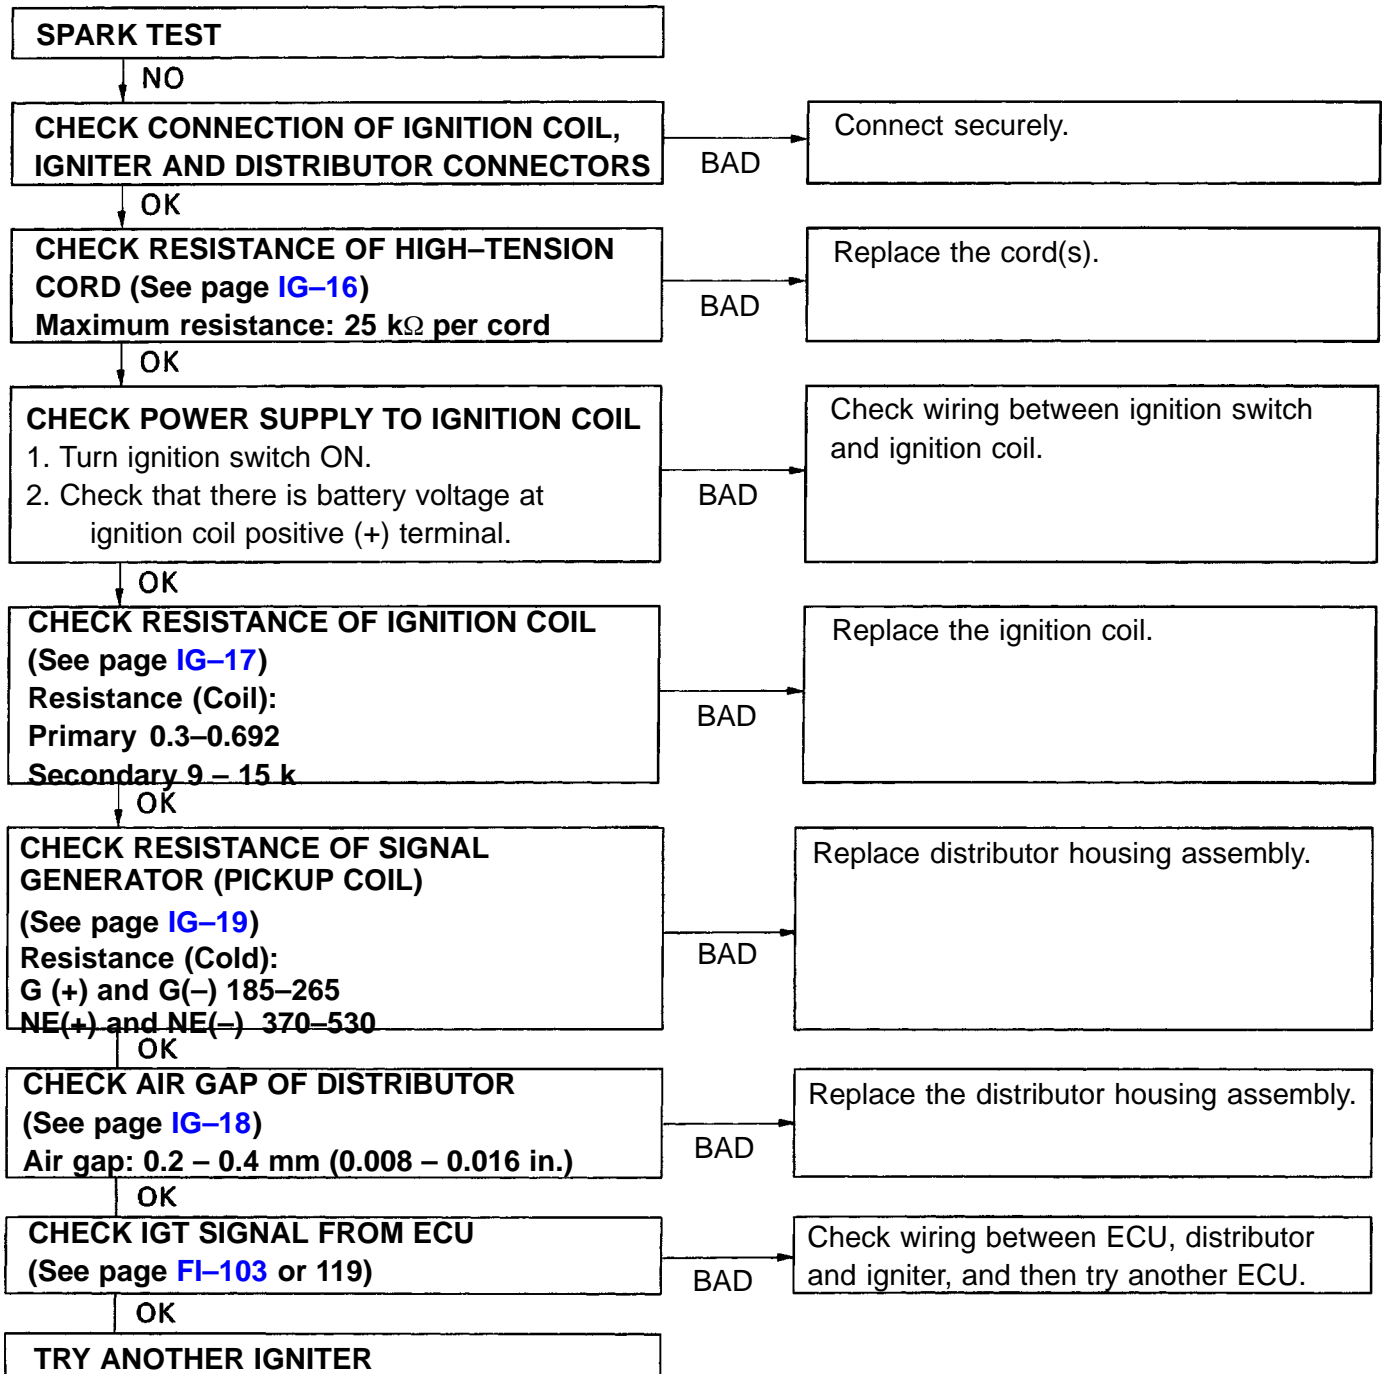 SPARK TEST
NO
CHECK CONNECTION OF IGNITION COIL,
IGNITER AND DISTRIBUTOR CONNECTORS
BAD
Connect securely.
OK
CHECK RESISTANCE OF HIGH–TENSION
CORD (See page IG–16)
Maximum resistance: 25 kΩ per cord
BAD
Replace the cord(s).
OK
CHECK POWER SUPPLY TO IGNITION COIL
1. Turn ignition switch ON.
2. Check that there is battery voltage at
ignition coil positive (+) terminal.
BAD
Check wiring between ignition switch
and ignition coil.
OK
CHECK RESISTANCE OF IGNITION COIL
(See page IG–17)
Resistance (Coil):
Primary 0.3–0.692
Secondary 9 – 15 k
BAD
Replace the ignition coil.
OK
CHECK RESISTANCE OF SIGNAL
GENERATOR (PICKUP COIL)
(See page IG–19)
Resistance (Cold):
G (+) and G(–) 185–265
NE(+) and NE(–) 370–530
BAD
Replace distributor housing assembly.
OK
CHECK AIR GAP OF DISTRIBUTOR
(See page IG–18)
Air gap: 0.2 – 0.4 mm (0.008 – 0.016 in.)
BAD
Replace the distributor housing assembly.
OK
CHECK IGT SIGNAL FROM ECU
(See page FI–103 or 119)
BAD
Check wiring between ECU, distributor
and igniter, and then try another ECU.
OK
TRY ANOTHER IGNITER